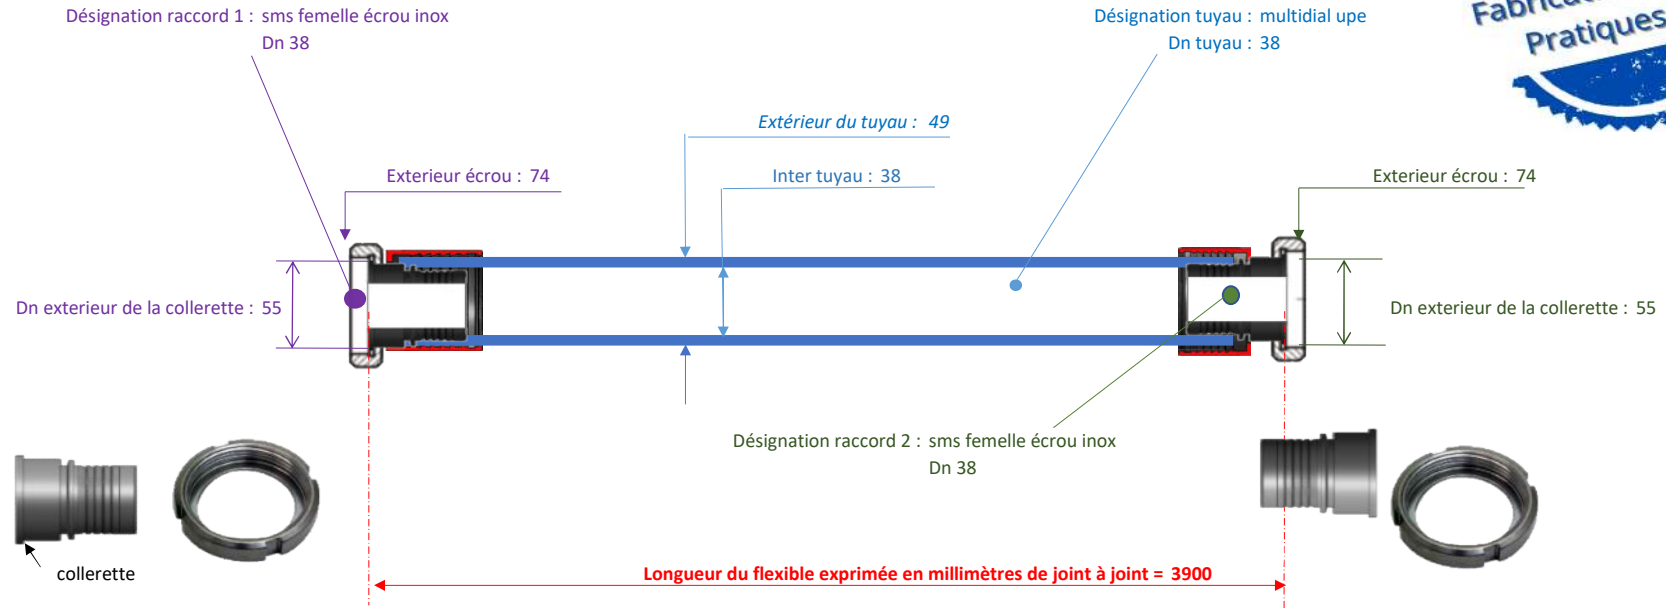 Désignation raccord 1 : sms femelle écrou inox
Dn 38
Désignation tuyau : multidial upe
Dn tuyau : 38
Pratiques
Extérieur du tuyau : 49
Exterieur écrou : 74
Inter tuyau : 38
Exterieur écrou : 74
Dn exterieur de la collerette : 55
Dn exterieur de la collerette : 55
Désignation raccord 2 : sms femelle écrou inox
Dn 38
collerette
Longueur du flexible exprimée en millimètres de joint à joint = 3900